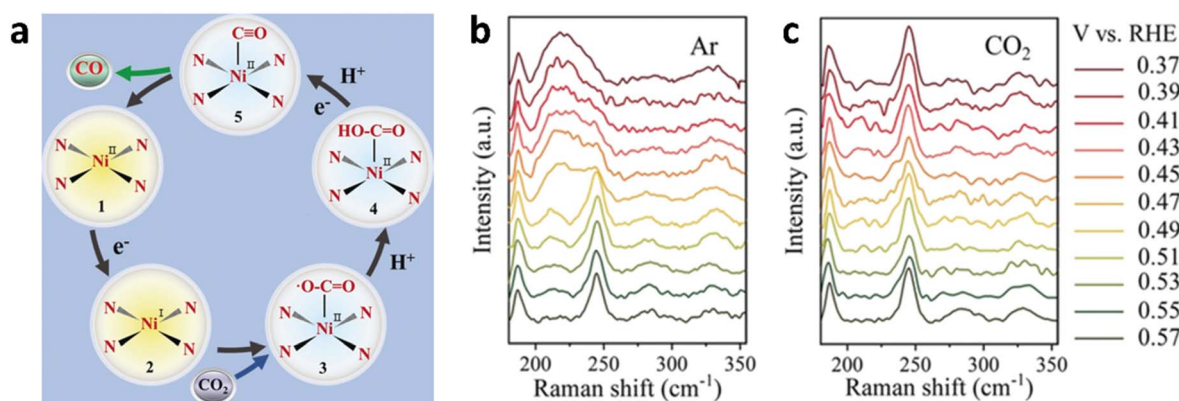 a
CO
C≡O
Ni II
N N
N N
5
H⁺
e⁻
HO-C=O
Ni II
N N
N N
4
H⁺
·O-C=O
Ni II
N N
N N
3
CO₂
N N
Ni I
N N
2
e⁻
N N
Ni II
N N
1
b
Ar
Intensity (a.u.)
200 250 300 350
Raman shift (cm⁻¹)
c
CO₂
Intensity (a.u.)
200 250 300 350
Raman shift (cm⁻¹)
V vs. RHE
0.37
0.39
0.41
0.43
0.45
0.47
0.49
0.51
0.53
0.55
0.57